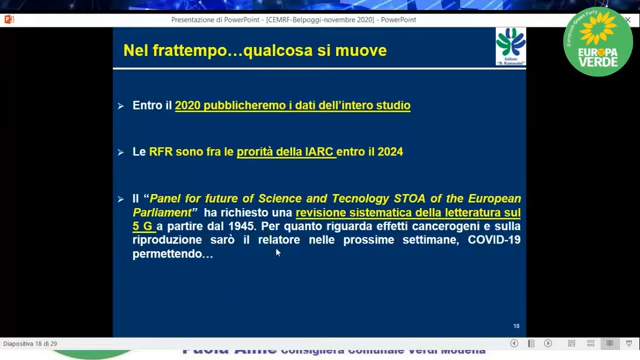 Presentazione di PowerPoint - [CEMRF-Belpoggi-novembre 2020] - PowerPoint
Nel frattempo…qualcosa si muove
Istituto "B. Ramazzini"
European Green Party
EUROPA
VERDE
Entro il 2020 pubblicheremo i dati dell'intero studio
Le RFR sono fra le prorità della IARC entro il 2024
Il "Panel for future of Science and Tecnology STOA of the European
Parliament" ha richiesto una revisione sistematica della letteratura sul
5 G a partire dal 1945. Per quanto riguarda effetti cancerogeni e sulla
riproduzione sarò il relatore nelle prossime settimane, COVID-19
permettendo…
18
Diapositiva 18 di 29
Consigliera Comunale Verdi Modena